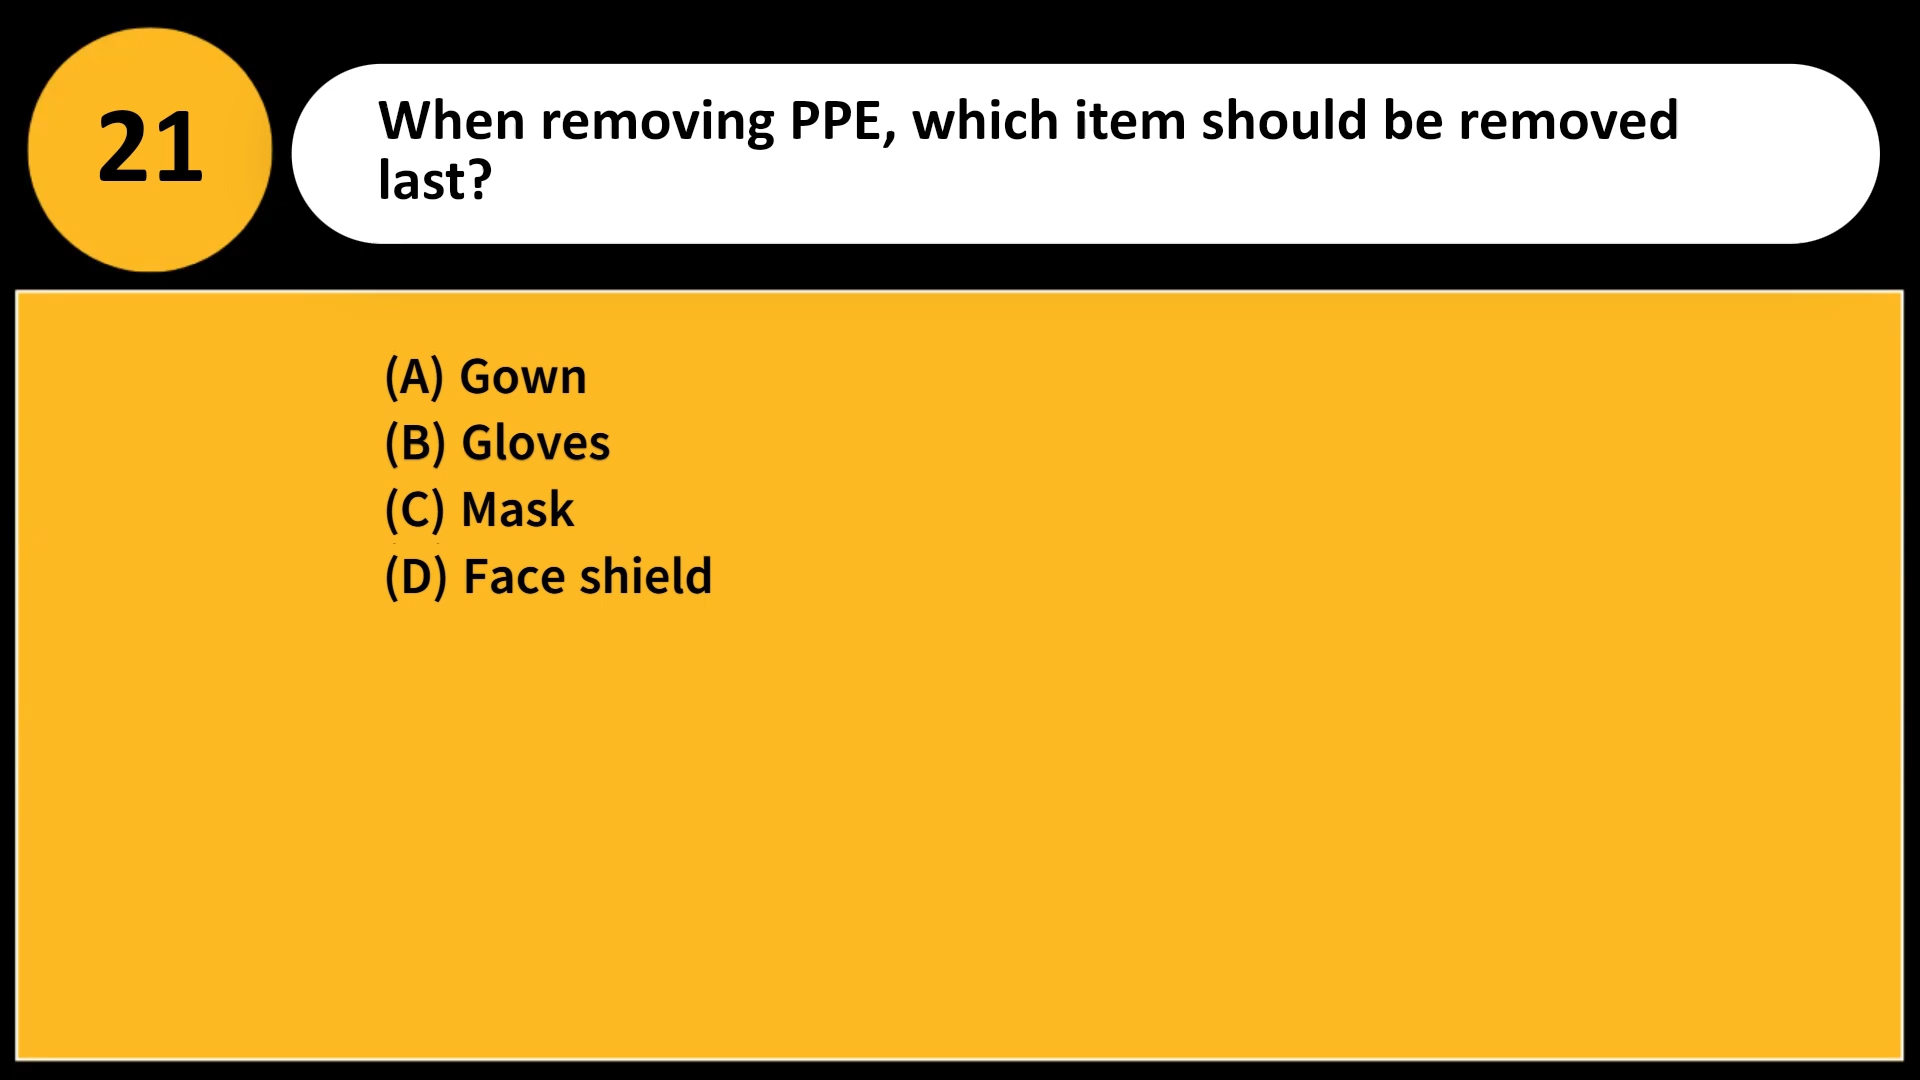 21
When removing PPE, which item should be removed
last?
(A) Gown
(B) Gloves
(C) Mask
(D) Face shield